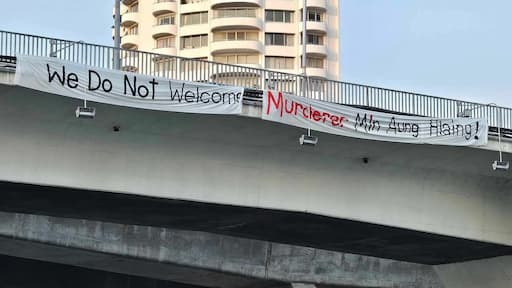 We Do Not Welcome
Murderer Min Aung Hlaing!